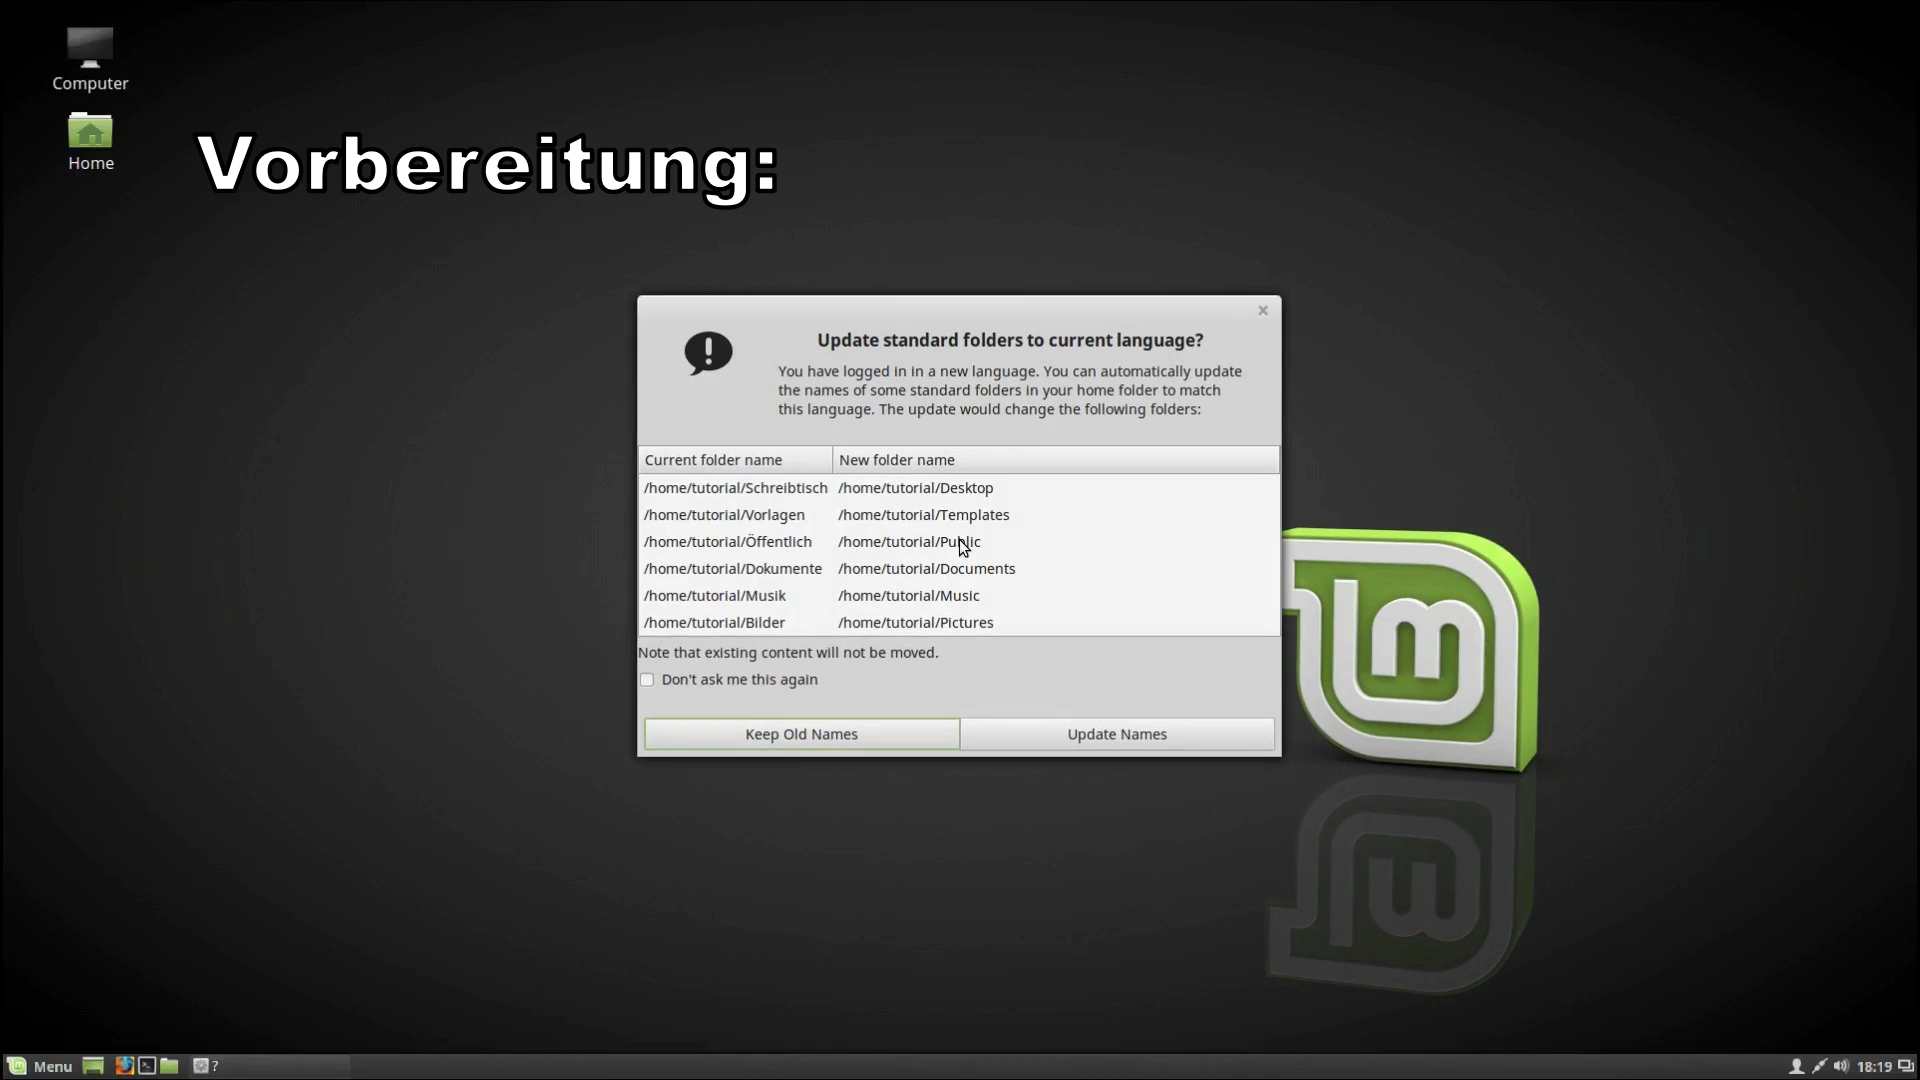 Computer
Home
Vorbereitung:
Update standard folders to current language?
You have logged in in a new language. You can automatically update
the names of some standard folders in your home folder to match
this language. The update would change the following folders:
Current folder name New folder name
/home/tutorial/Schreibtisch /home/tutorial/Desktop
/home/tutorial/Vorlagen /home/tutorial/Templates
/home/tutorial/Öffentlich /home/tutorial/Public
/home/tutorial/Dokumente /home/tutorial/Documents
/home/tutorial/Musik /home/tutorial/Music
/home/tutorial/Bilder /home/tutorial/Pictures
Note that existing content will not be moved.
Don't ask me this again
Keep Old Names Update Names
Menu ? 18:19